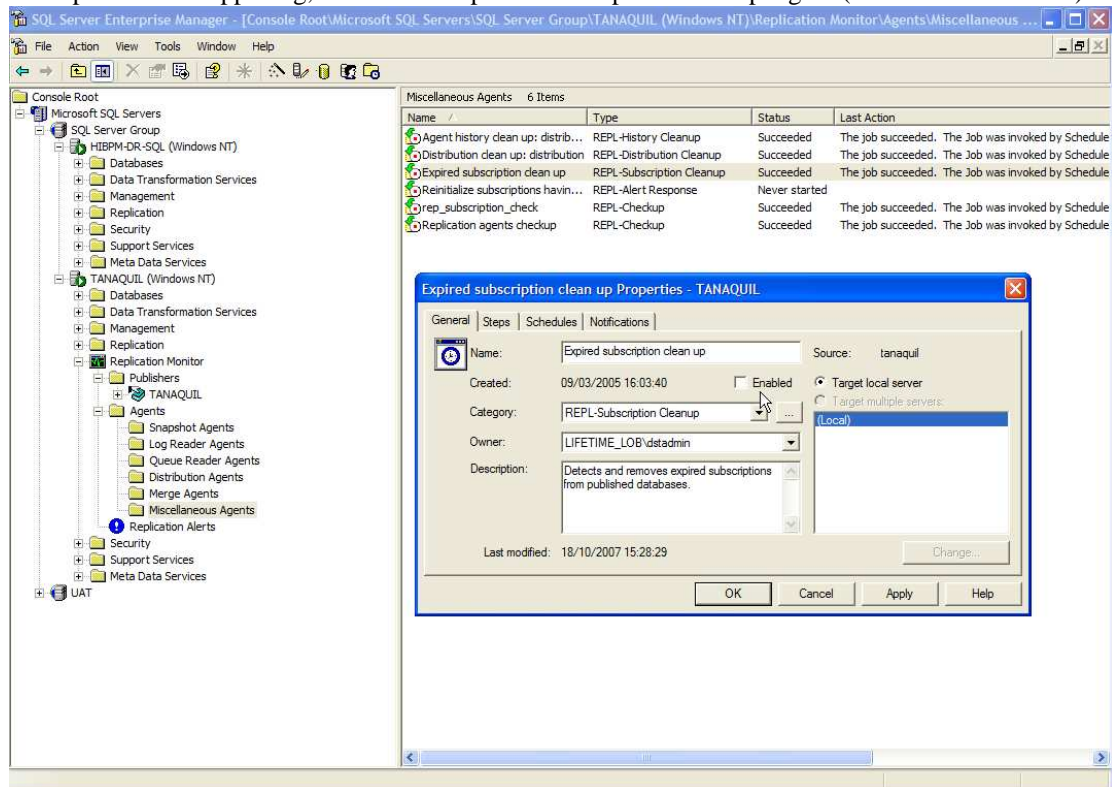 SQL Server Enterprise Manager - [Console Root\Microsoft SQL Servers\SQL Server Group\TANAQUIL (Windows NT)\Replication Monitor\Agents\Miscellaneous ...
File Action View Tools Window Help
Console Root
Microsoft SQL Servers
SQL Server Group
HIBPM-DR-SQL (Windows NT)
Databases
Data Transformation Services
Management
Replication
Security
Support Services
Meta Data Services
TANAQUIL (Windows NT)
Databases
Data Transformation Services
Management
Replication
Replication Monitor
Publishers
TANAQUIL
Agents
Snapshot Agents
Log Reader Agents
Queue Reader Agents
Distribution Agents
Merge Agents
Miscellaneous Agents
Replication Alerts
Security
Support Services
Meta Data Services
UAT
Miscellaneous Agents 6 Items
Name Type Status Last Action
Agent history clean up: distrib... REPL-History Cleanup Succeeded The job succeeded. The Job was invoked by Schedule
Distribution clean up: distribution REPL-Distribution Cleanup Succeeded The job succeeded. The Job was invoked by Schedule
Expired subscription clean up REPL-Subscription Cleanup Succeeded The job succeeded. The Job was invoked by Schedule
Reinitialize subscriptions havin... REPL-Alert Response Never started
rep_subscription_check REPL-Checkup Succeeded The job succeeded. The Job was invoked by Schedule
Replication agents checkup REPL-Checkup Succeeded The job succeeded. The Job was invoked by Schedule
Expired subscription clean up Properties - TANAQUIL
General Steps Schedules Notifications
Name: Expired subscription clean up Source: tanaquil
Created: 09/03/2005 16:03:40 Enabled Target local server
Target multiple servers:
Category: REPL-Subscription Cleanup ... (Local)
Owner: LIFETIME_LOB\dstadmin
Description: Detects and removes expired subscriptions
from published databases.
Last modified: 18/10/2007 15:28:29 Change...
OK Cancel Apply Help